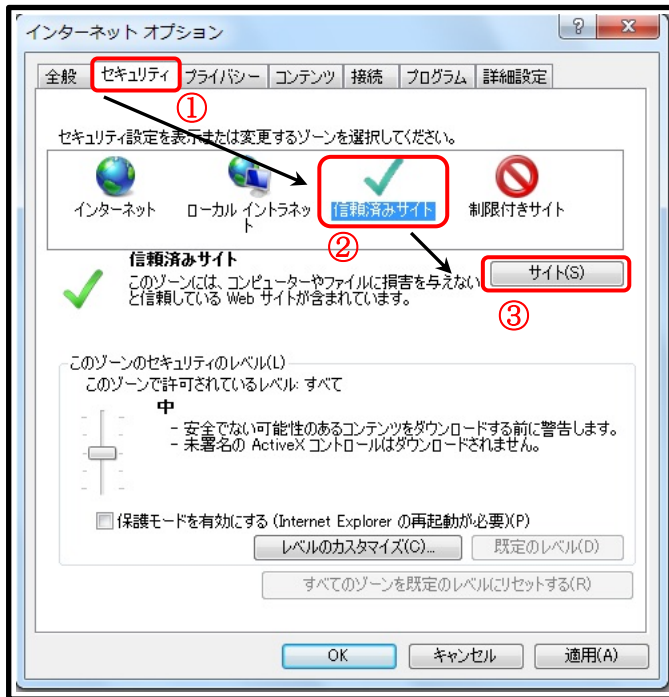 インターネット オプション
全般 セキュリティ プライバシー コンテンツ 接続 プログラム 詳細設定
①
セキュリティ設定を表示または変更するゾーンを選択してください。
インターネット ローカル イントラネッ 信頼済みサイト 制限付きサイト
ト
②
信頼済みサイト
このゾーンには、コンピューターやファイルに損害を与えない サイト(S)
と信頼している Web サイトが含まれています。
③
このゾーンのセキュリティのレベル(L)
このゾーンで許可されているレベル: すべて
中
- 安全でない可能性のあるコンテンツをダウンロードする前に警告します。
- 未署名の ActiveX コントロールはダウンロードされません。
保護モードを有効にする (Internet Explorer の再起動が必要)(P)
レベルのカスタマイズ(C)... 既定のレベル(D)
すべてのゾーンを既定のレベルにリセットする(R)
OK キャンセル 適用(A)